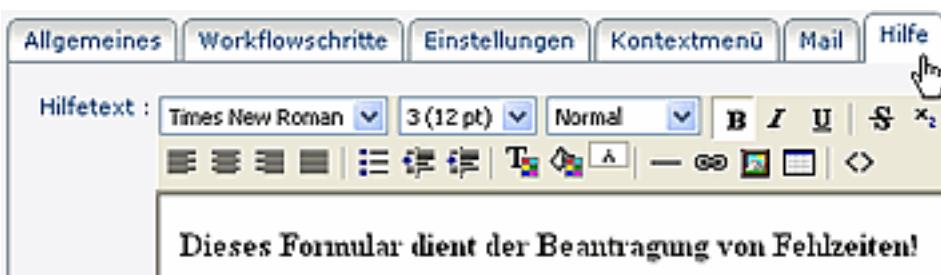 Allgemeines Workflowschritte Einstellungen Kontextmenü Mail Hilfe
Hilfetext : Times New Roman 3 (12 pt) Normal B I U S x₂
T A <>
Dieses Formular dient der Beantragung von Fehlzeiten!